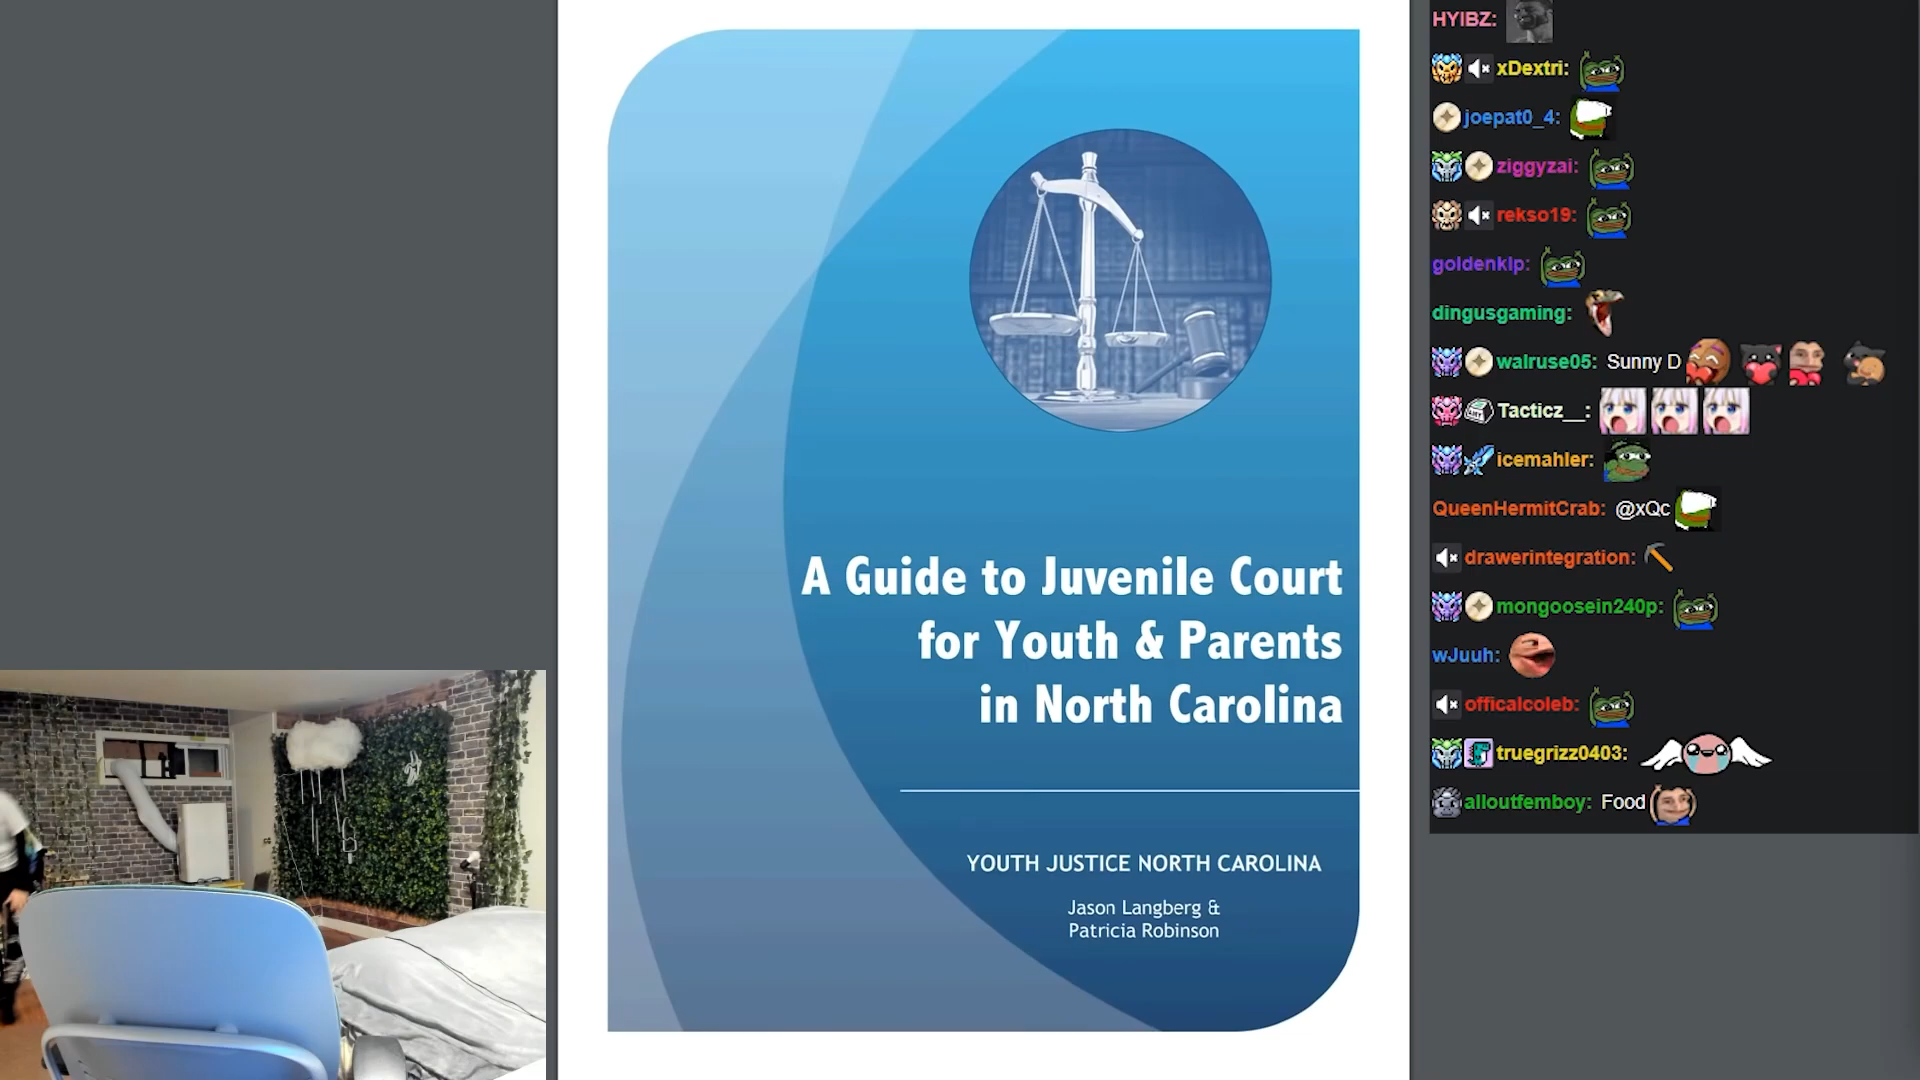 A Guide to Juvenile Court
for Youth & Parents
in North Carolina
YOUTH JUSTICE NORTH CAROLINA
Jason Langberg &
Patricia Robinson
HYIBZ:
xDextri:
joepat0_4:
ziggyzai:
rekso19:
goldenklp:
dingusgaming:
walruse05: Sunny D
Tacticz__:
icemahler:
QueenHermitCrab: @xQc
drawerintegration:
mongoosein240p:
wJuuh:
officalcoleb:
truegrizz0403:
alloutfemboy: Food